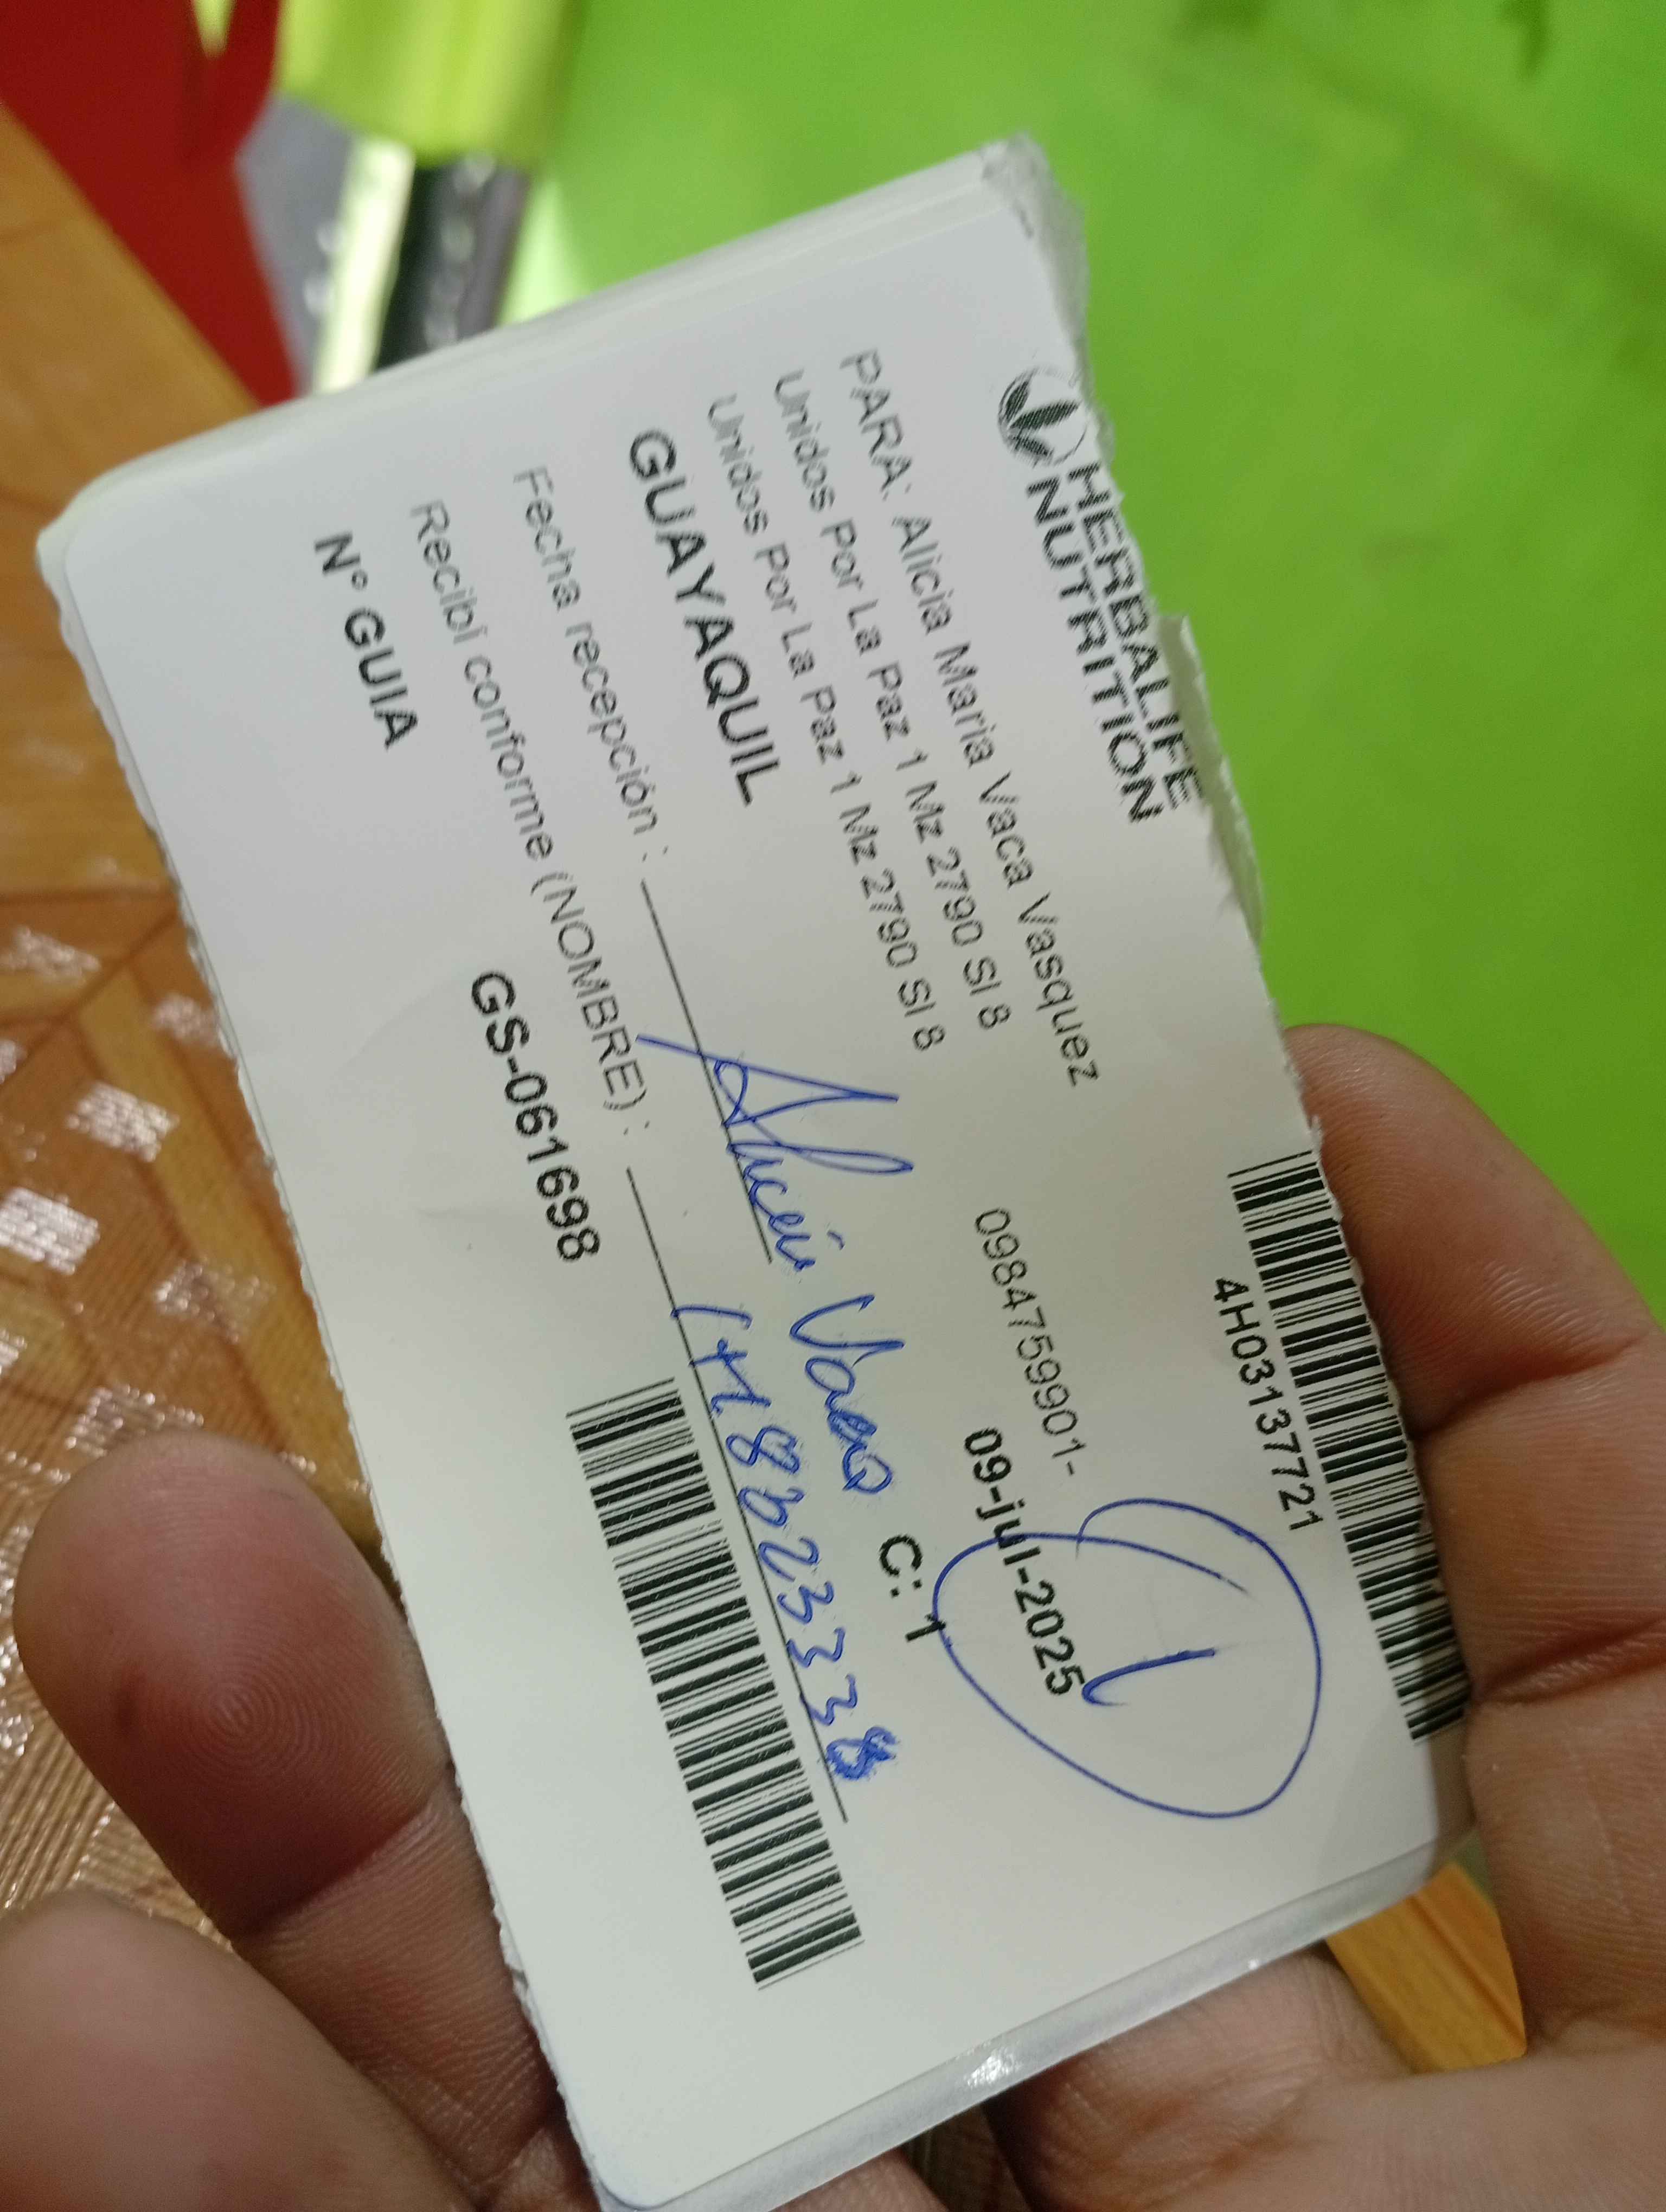 HERBALIFE
NUTRITION
4H03137721
PARA: Alicia Maria Vaca Vasquez
0984759901-
Unidos Por La Paz 1 Mz 2790 Sl 8
Unidos Por La Paz 1 Mz 2790 Sl 8
09-jul-2025
GUAYAQUIL
C: 1
Fecha recepción :
Alicia Vaca
Recibí conforme (NOMBRE) :
N° GUIA
GS-061698